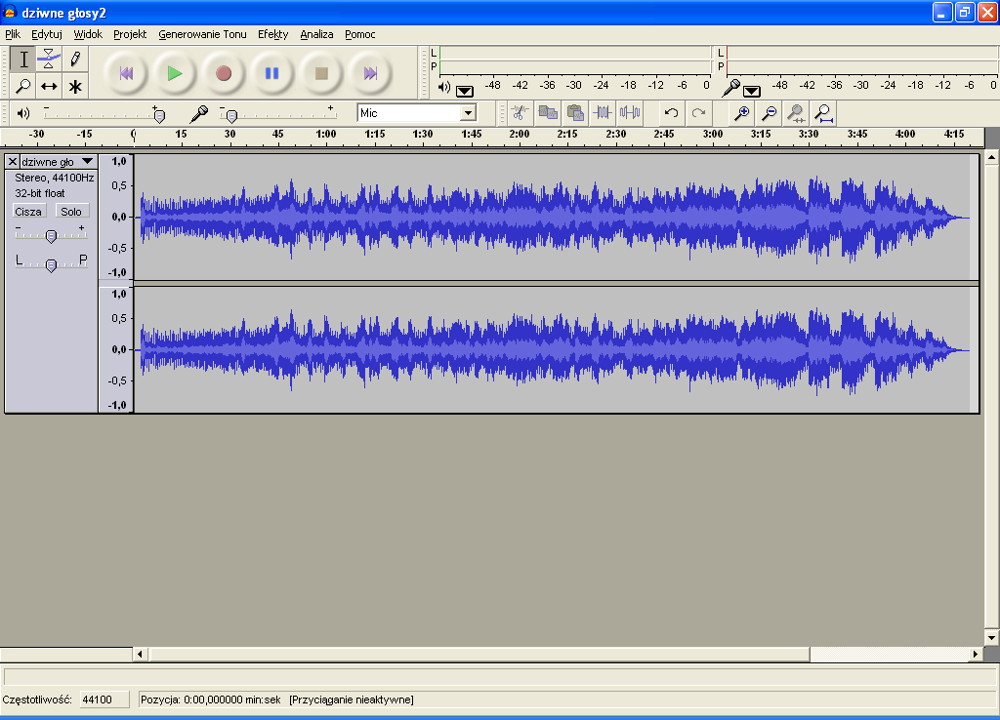 dziwne głosy2
Plik Edytuj Widok Projekt Generowanie Tonu Efekty Analiza Pomoc
L
P
-48 -42 -36 -30 -24 -18 -12 -6 0
L
P
-48 -42 -36 -30 -24 -18 -12 -6 0
- + - + Mic
-30 -15 0 15 30 45 1:00 1:15 1:30 1:45 2:00 2:15 2:30 2:45 3:00 3:15 3:30 3:45 4:00 4:15
dziwne gło
Stereo, 44100Hz
32-bit float
Cisza Solo
- +
L P
1,0
0,5
0,0
-0,5
-1,0
1,0
0,5
0,0
-0,5
-1,0
Częstotliwość: 44100 Pozycja: 0:00,000000 min:sek [Przyciąganie nieaktywne]